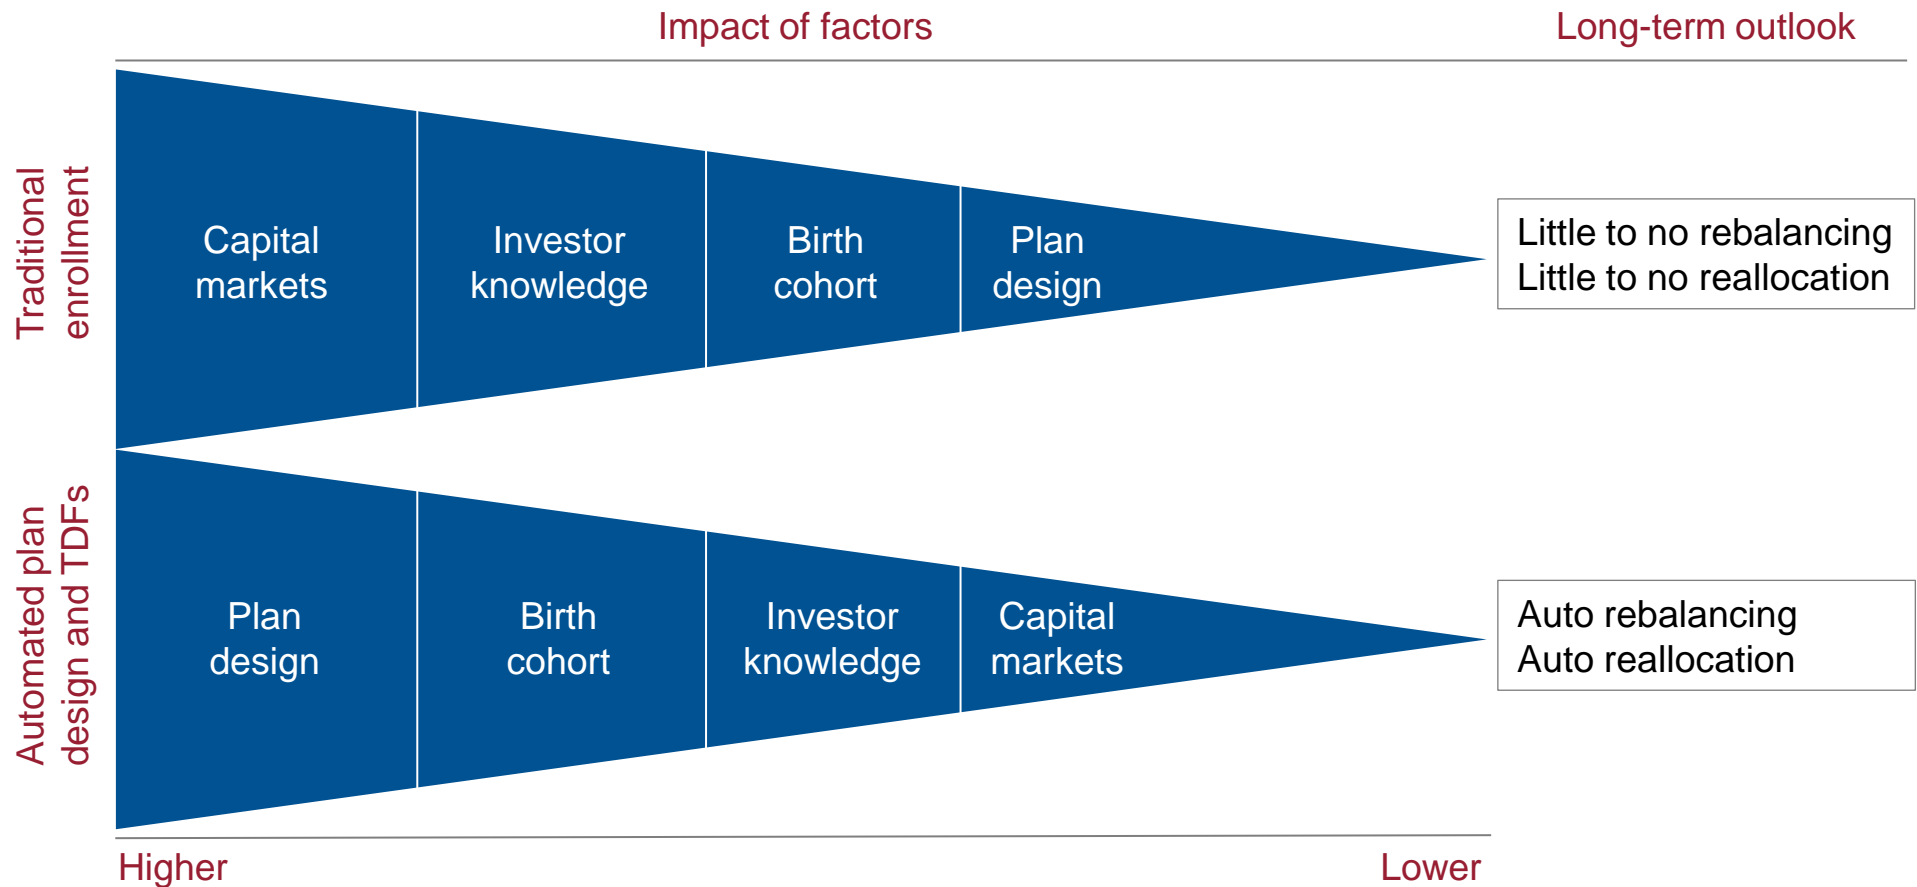 Impact of factors
Long-term outlook
Traditional
enrollment
Capital
markets
Investor
knowledge
Birth
cohort
Plan
design
Little to no rebalancing
Little to no reallocation
Automated plan
design and TDFs
Plan
design
Birth
cohort
Investor
knowledge
Capital
markets
Auto rebalancing
Auto reallocation
Higher
Lower